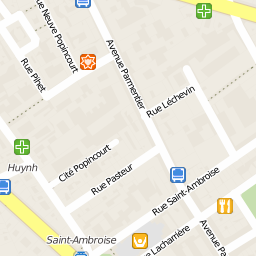 Rue Neuve Popincourt
Rue Pihet
Avenue Parmentier
Rue Léchevin
Huynh
Cité Popincourt
Rue Pasteur
Rue Saint-Ambroise
Saint-Ambroise
Rue Lacharrière
Avenue Pa